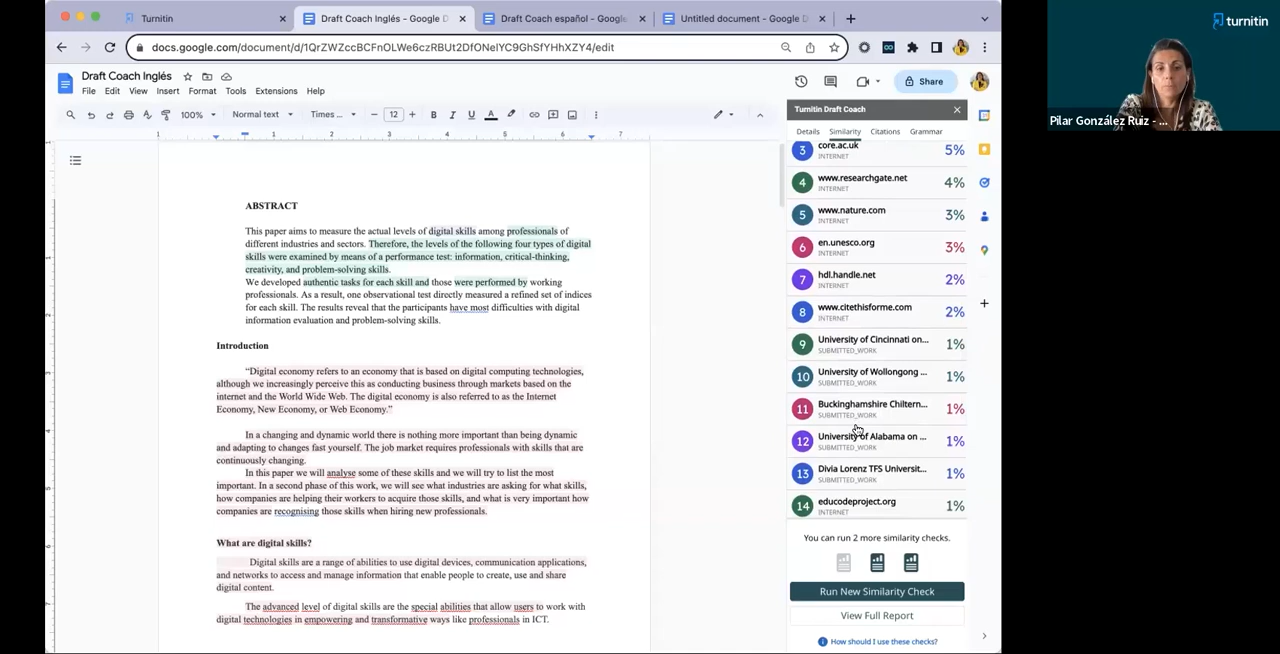 Turnitin
Draft Coach Inglés - Google D
Draft Coach español - Google
Untitled document - Google D
docs.google.com/document/d/1QrZWZccBCFnOLWe6czRBUt2DfONeIYC9GhSfYHhXZY4/edit
turnitin
Pilar González Ruiz - ...
Draft Coach Inglés
File Edit View Insert Format Tools Extensions Help
Share
100% Normal text Times ... 12 B I U A
1 1 2 3 4 5 6 7
Turnitin Draft Coach
Details Similarity Citations Grammar
3 core.ac.uk 5%
INTERNET
4 www.researchgate.net 4%
INTERNET
5 www.nature.com 3%
INTERNET
6 en.unesco.org 3%
INTERNET
7 hdl.handle.net 2%
INTERNET
8 www.citethisforme.com 2%
INTERNET
9 University of Cincinnati on... 1%
SUBMITTED_WORK
10 University of Wollongong ... 1%
SUBMITTED_WORK
11 Buckinghamshire Chiltern... 1%
SUBMITTED_WORK
12 University of Alabama on ... 1%
SUBMITTED_WORK
13 Divia Lorenz TFS Universit... 1%
SUBMITTED_WORK
14 educodeproject.org 1%
INTERNET
You can run 2 more similarity checks.
Run New Similarity Check
View Full Report
How should I use these checks?
ABSTRACT
This paper aims to measure the actual levels of digital skills among professionals of
different industries and sectors. Therefore, the levels of the following four types of digital
skills were examined by means of a performance test: information, critical-thinking,
creativity, and problem-solving skills.
We developed authentic tasks for each skill and those were performed by working
professionals. As a result, one observational test directly measured a refined set of indices
for each skill. The results reveal that the participants have most difficulties with digital
information evaluation and problem-solving skills.
Introduction
“Digital economy refers to an economy that is based on digital computing technologies,
although we increasingly perceive this as conducting business through markets based on the
internet and the World Wide Web. The digital economy is also referred to as the Internet
Economy, New Economy, or Web Economy.”
In a changing and dynamic world there is nothing more important than being dynamic
and adapting to changes fast yourself. The job market requires professionals with skills that are
continuously changing.
In this paper we will analyse some of these skills and we will try to list the most
important. In a second phase of this work, we will see what industries are asking for what skills,
how companies are helping their workers to acquire those skills, and what is very important how
companies are recognising those skills when hiring new professionals.
What are digital skills?
Digital skills are a range of abilities to use digital devices, communication applications,
and networks to access and manage information that enable people to create, use and share
digital content.
The advanced level of digital skills are the special abilities that allow users to work with
digital technologies in empowering and transformative ways like professionals in ICT.